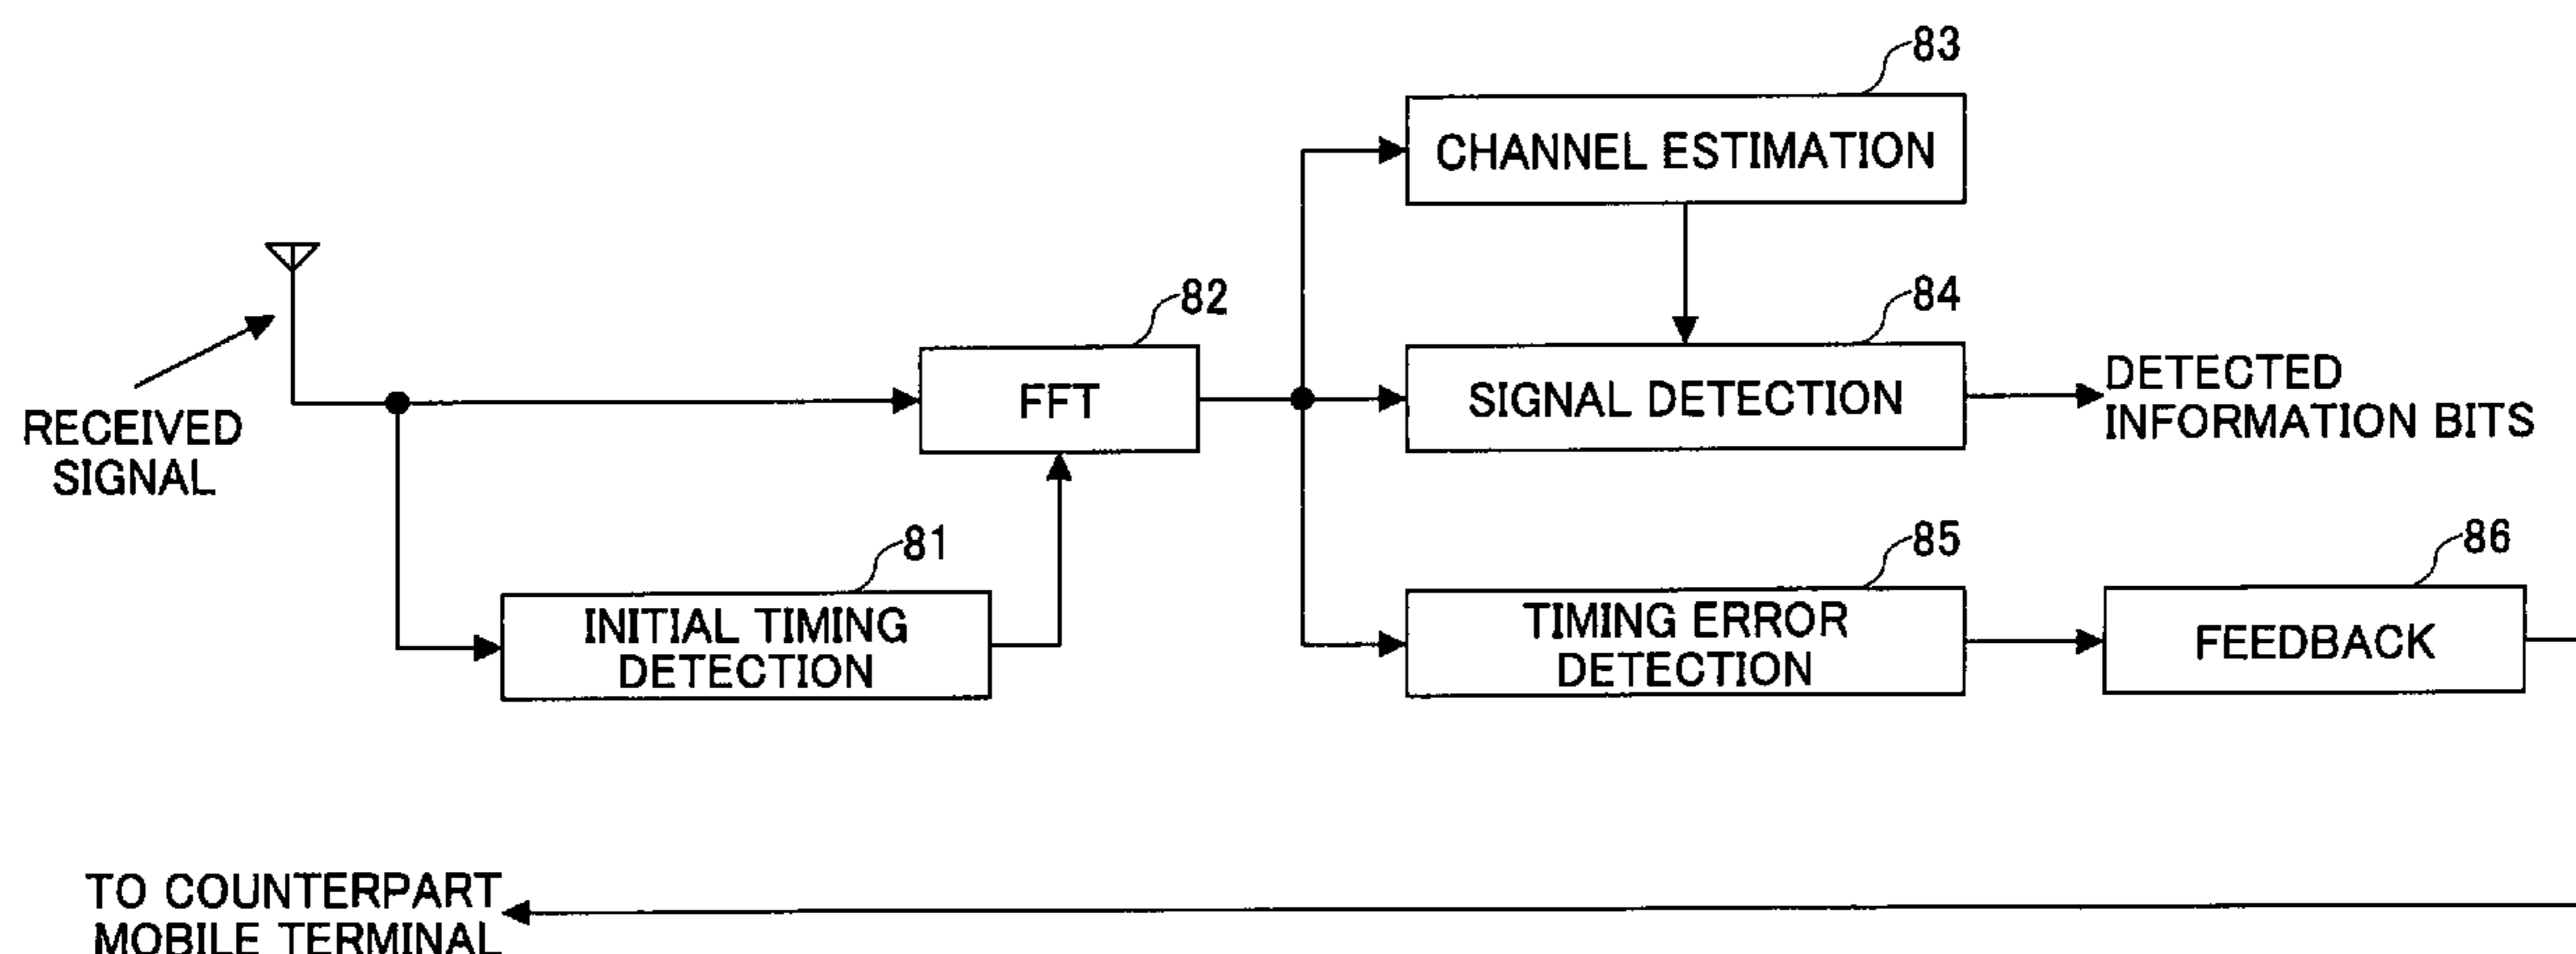 83
CHANNEL ESTIMATION
82
84
FFT
SIGNAL DETECTION
DETECTED
INFORMATION BITS
RECEIVED
SIGNAL
81
85
86
INITIAL TIMING
DETECTION
TIMING ERROR
DETECTION
FEEDBACK
TO COUNTERPART
MOBILE TERMINAL